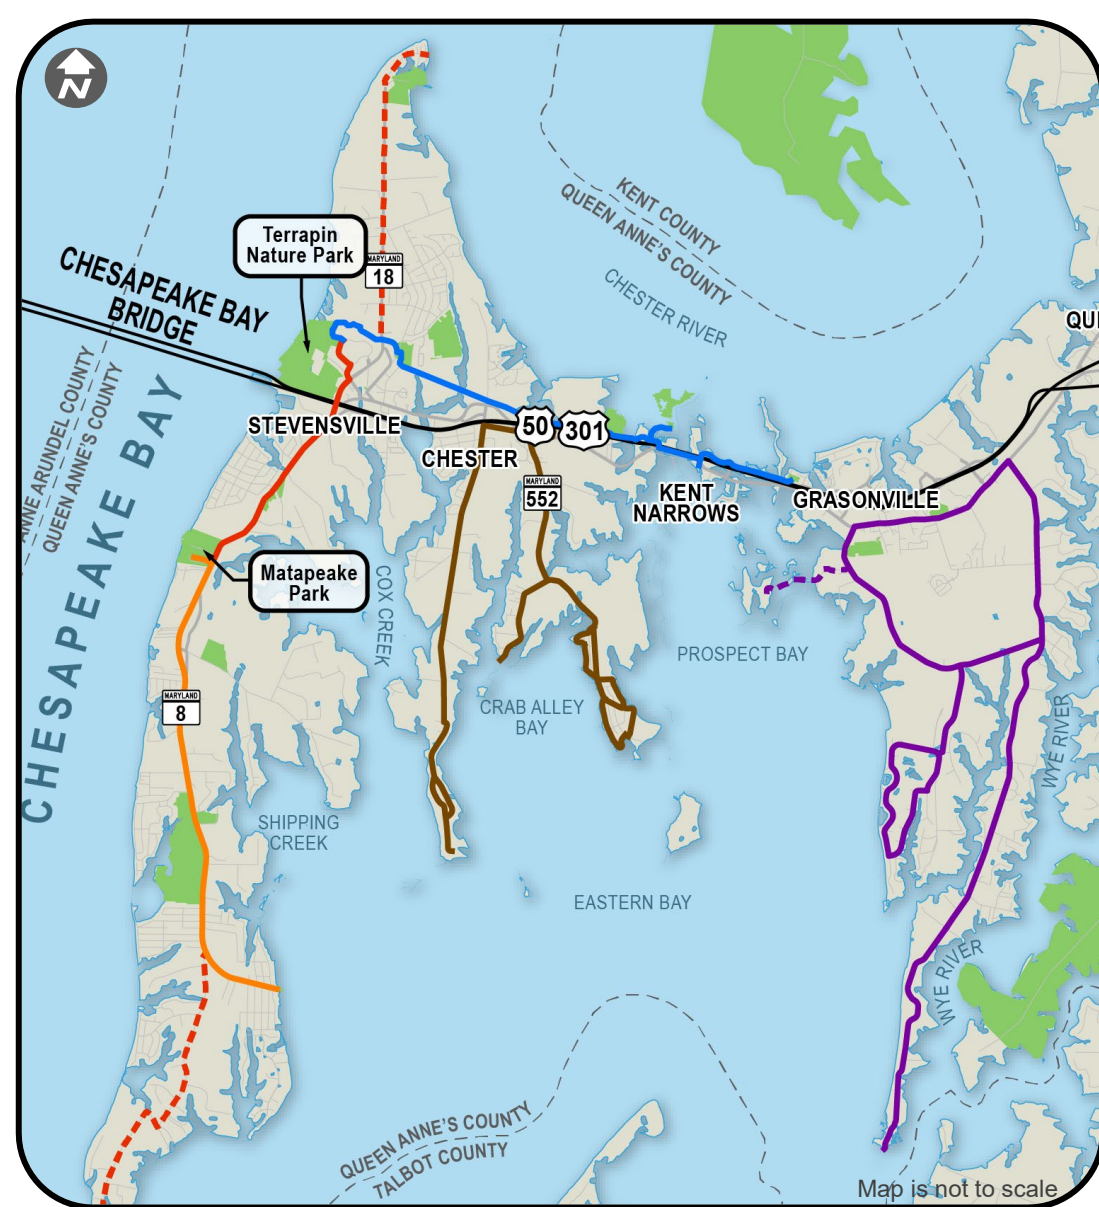 N
KENT COUNTY
QUEEN ANNE'S COUNTY
Terrapin
Nature Park
MARYLAND
18
CHESAPEAKE BAY
BRIDGE
CHESTER RIVER
QU
ANNE ARUNDEL COUNTY
QUEEN ANNE'S COUNTY
STEVENSVILLE
50
301
CHESTER
MARYLAND
552
KENT
NARROWS
GRASONVILLE
CHESAPEAKE BAY
Matapeake
Park
COX CREEK
PROSPECT BAY
MARYLAND
8
CRAB ALLEY
BAY
WYE RIVER
SHIPPING
CREEK
EASTERN BAY
WYE RIVER
QUEEN ANNE'S COUNTY
TALBOT COUNTY
Map is not to scale